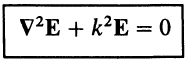 ∇²E + k²E = 0